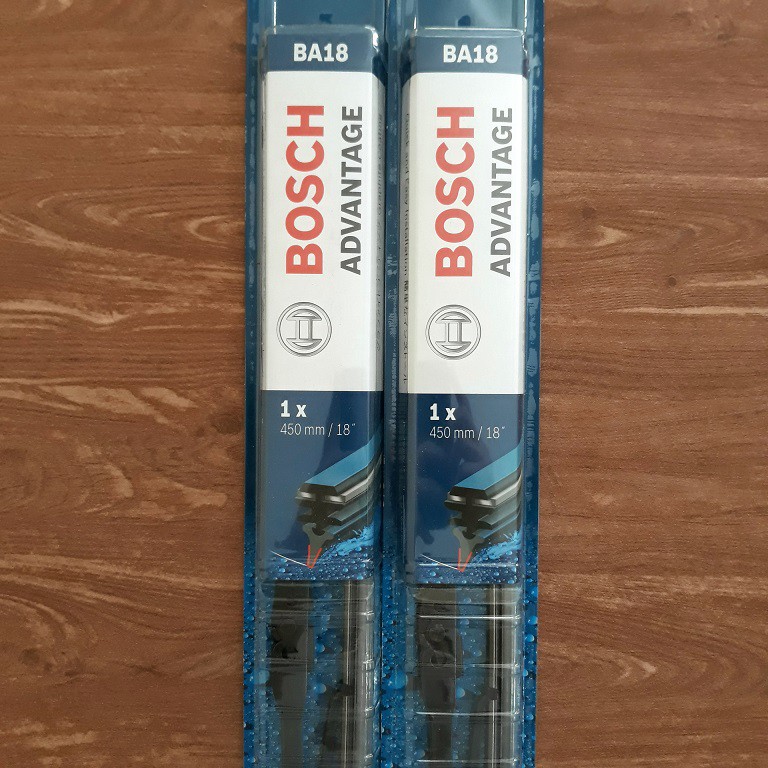 BA18
BOSCH
ADVANTAGE
1 x
450 mm / 18"
BA18
BOSCH
ADVANTAGE
1 x
450 mm / 18"